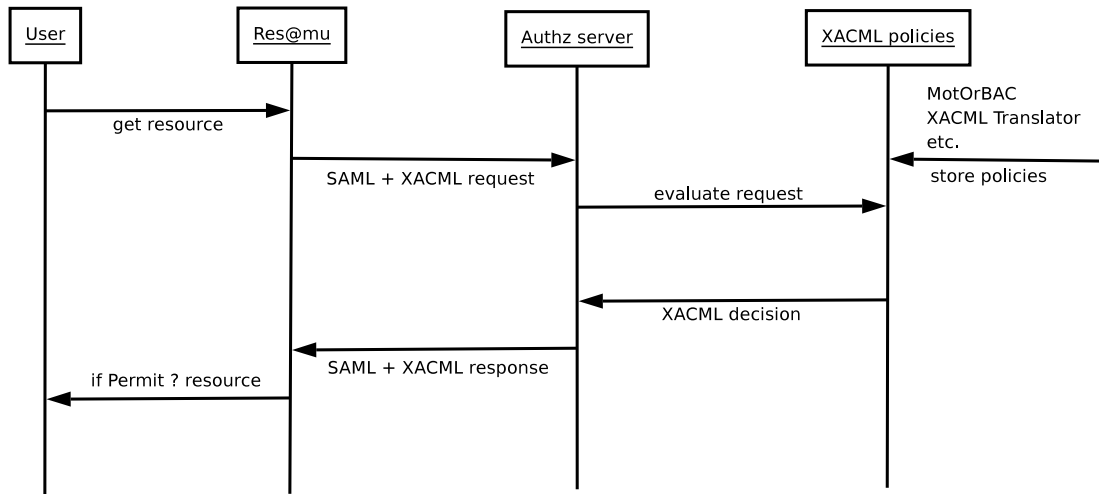 User
Res@mu
Authz server
XACML policies
MotOrBAC
XACML Translator
etc.
get resource
SAML + XACML request
store policies
evaluate request
XACML decision
SAML + XACML response
if Permit ? resource